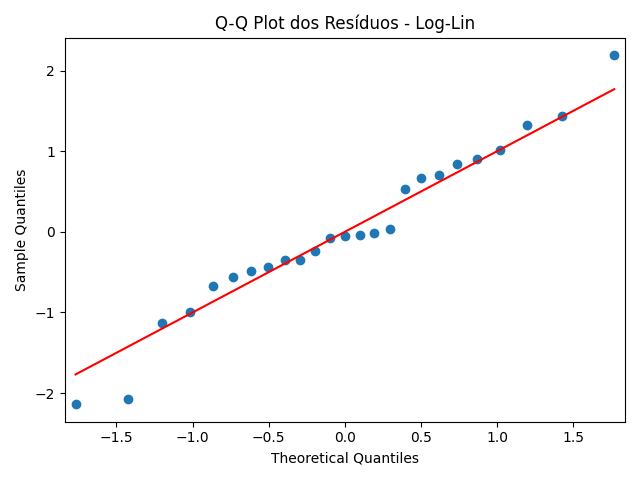 Q-Q Plot dos Resíduos - Log-Lin
2
1
0
−1
−2
Sample Quantiles
−1.5 −1.0 −0.5 0.0 0.5 1.0 1.5
Theoretical Quantiles